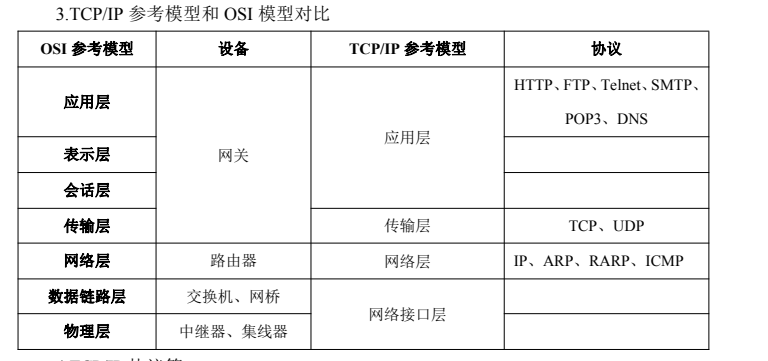 3.TCP/IP 参考模型和 OSI 模型对比
OSI 参考模型 设备 TCP/IP 参考模型 协议
应用层 网关 应用层 HTTP、FTP、Telnet、SMTP、
POP3、DNS
表示层
会话层
传输层 传输层 TCP、UDP
网络层 路由器 网络层 IP、ARP、RARP、ICMP
数据链路层 交换机、网桥 网络接口层
物理层 中继器、集线器